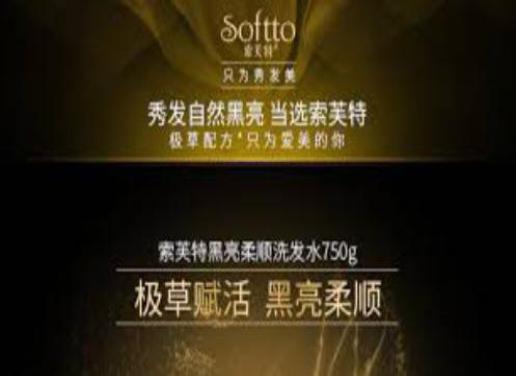 Softto
索芙特
只为秀发美
秀发自然黑亮 当选索芙特
极草配方*只为爱美的你
索芙特黑亮柔顺洗发水750g
极草赋活 黑亮柔顺